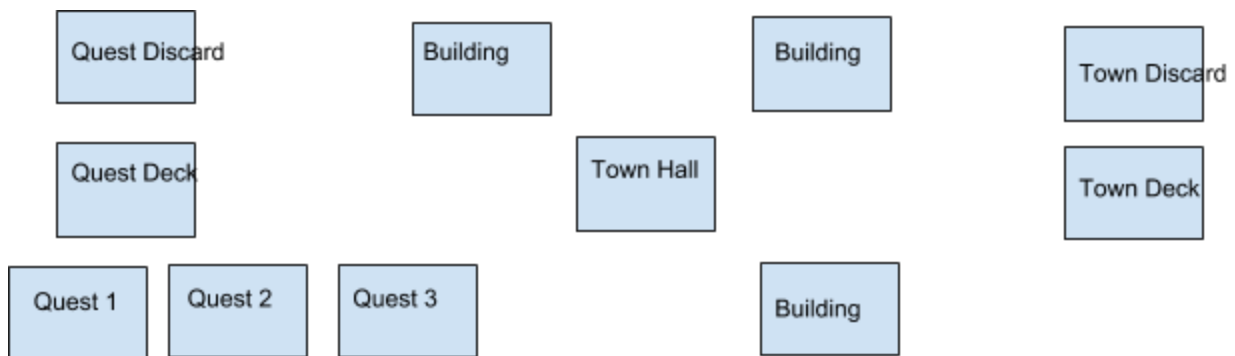 Quest Discard
Building
Building
Town Discard
Quest Deck
Town Hall
Town Deck
Quest 1
Quest 2
Quest 3
Building